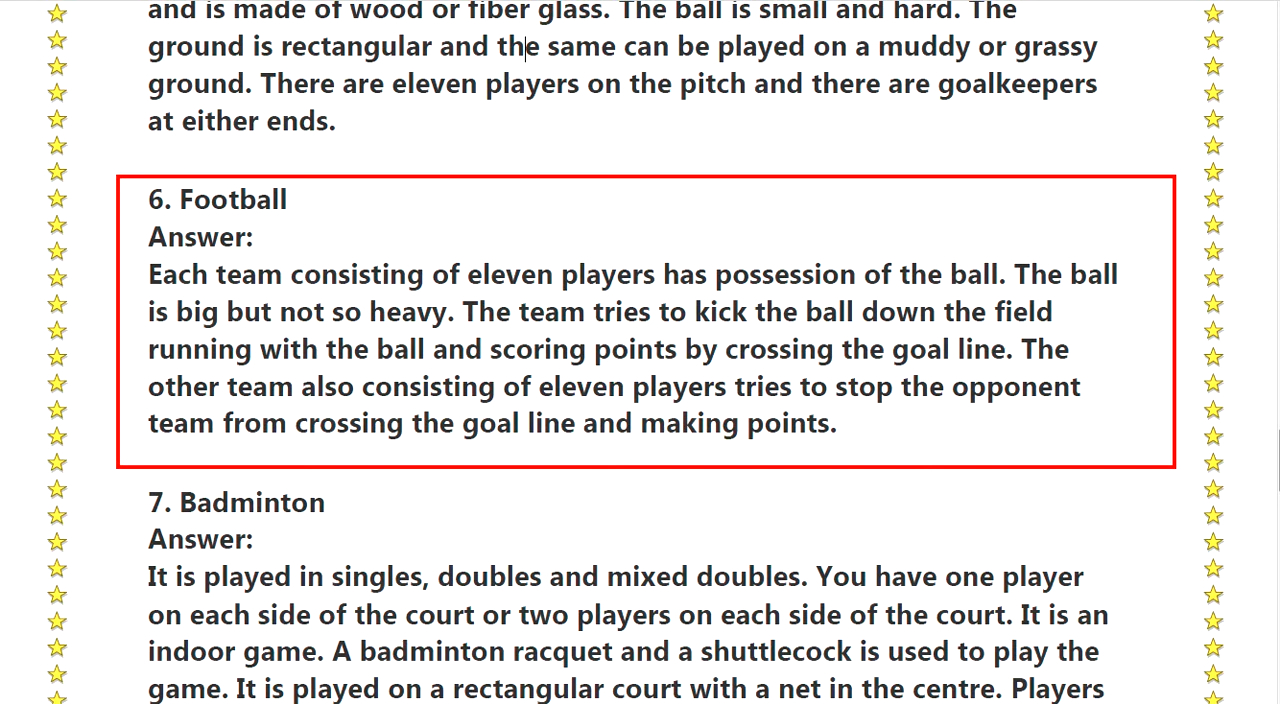 and is made of wood or fiber glass. The ball is small and hard. The
ground is rectangular and the same can be played on a muddy or grassy
ground. There are eleven players on the pitch and there are goalkeepers
at either ends.
6. Football
Answer:
Each team consisting of eleven players has possession of the ball. The ball
is big but not so heavy. The team tries to kick the ball down the field
running with the ball and scoring points by crossing the goal line. The
other team also consisting of eleven players tries to stop the opponent
team from crossing the goal line and making points.
7. Badminton
Answer:
It is played in singles, doubles and mixed doubles. You have one player
on each side of the court or two players on each side of the court. It is an
indoor game. A badminton racquet and a shuttlecock is used to play the
game. It is played on a rectangular court with a net in the centre. Players